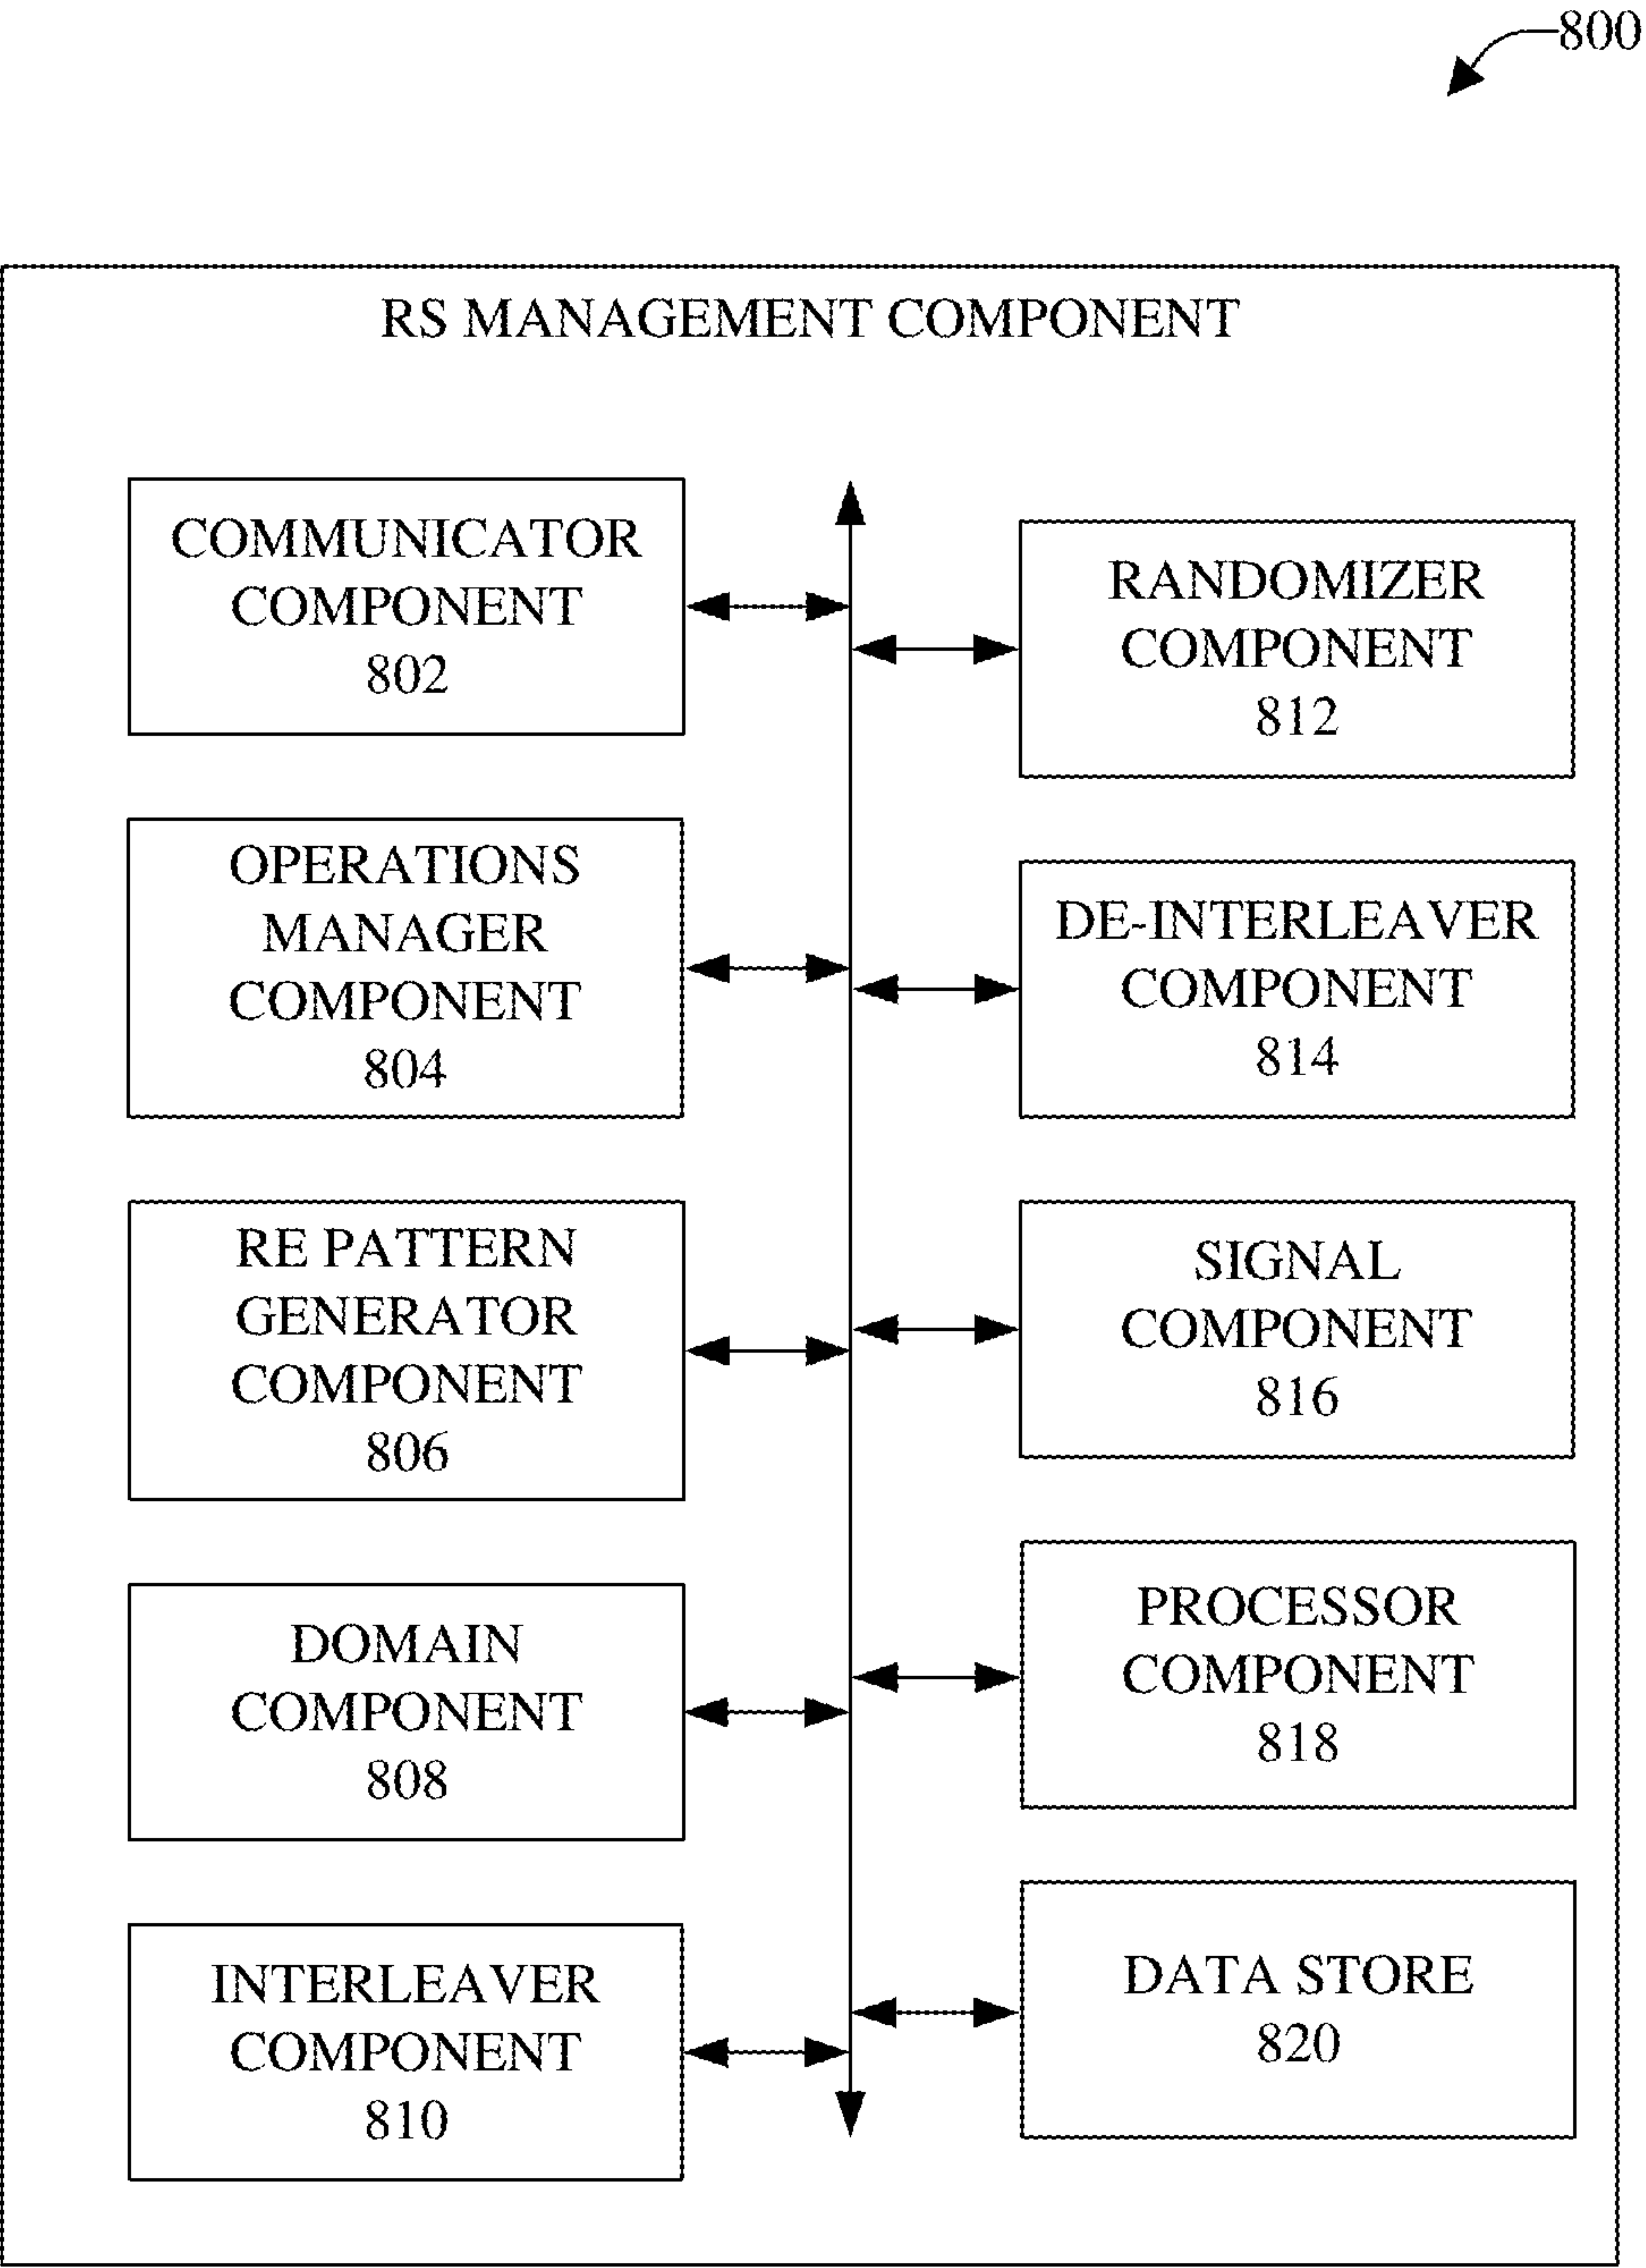 800
RS MANAGEMENT COMPONENT
COMMUNICATOR
COMPONENT
802
OPERATIONS
MANAGER
COMPONENT
804
RE PATTERN
GENERATOR
COMPONENT
806
DOMAIN
COMPONENT
808
INTERLEAVER
COMPONENT
810
RANDOMIZER
COMPONENT
812
DE-INTERLEAVER
COMPONENT
814
SIGNAL
COMPONENT
816
PROCESSOR
COMPONENT
818
DATA STORE
820